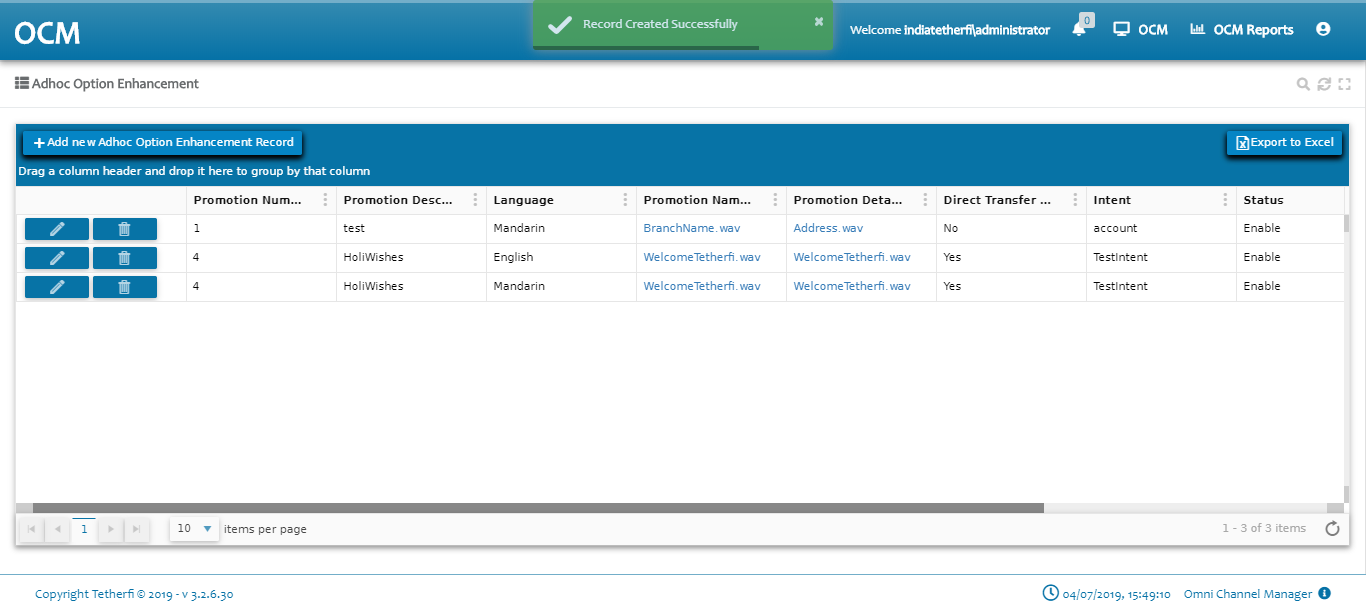 OCM
Record Created Successfully
Welcome indiatetherfi\administrator
0
OCM
OCM Reports
Adhoc Option Enhancement
Add new Adhoc Option Enhancement Record
Export to Excel
Drag a column header and drop it here to group by that column
Promotion Num... Promotion Desc... Language Promotion Nam... Promotion Deta... Direct Transfer ... Intent Status
1 test Mandarin BranchName.wav Address.wav No account Enable
4 HoliWishes English WelcomeTetherfi.wav WelcomeTetherfi.wav Yes TestIntent Enable
4 HoliWishes Mandarin WelcomeTetherfi.wav WelcomeTetherfi.wav Yes TestIntent Enable
1 10 items per page 1 - 3 of 3 items
Copyright Tetherfi © 2019 - v 3.2.6.30 04/07/2019, 15:49:10 Omni Channel Manager